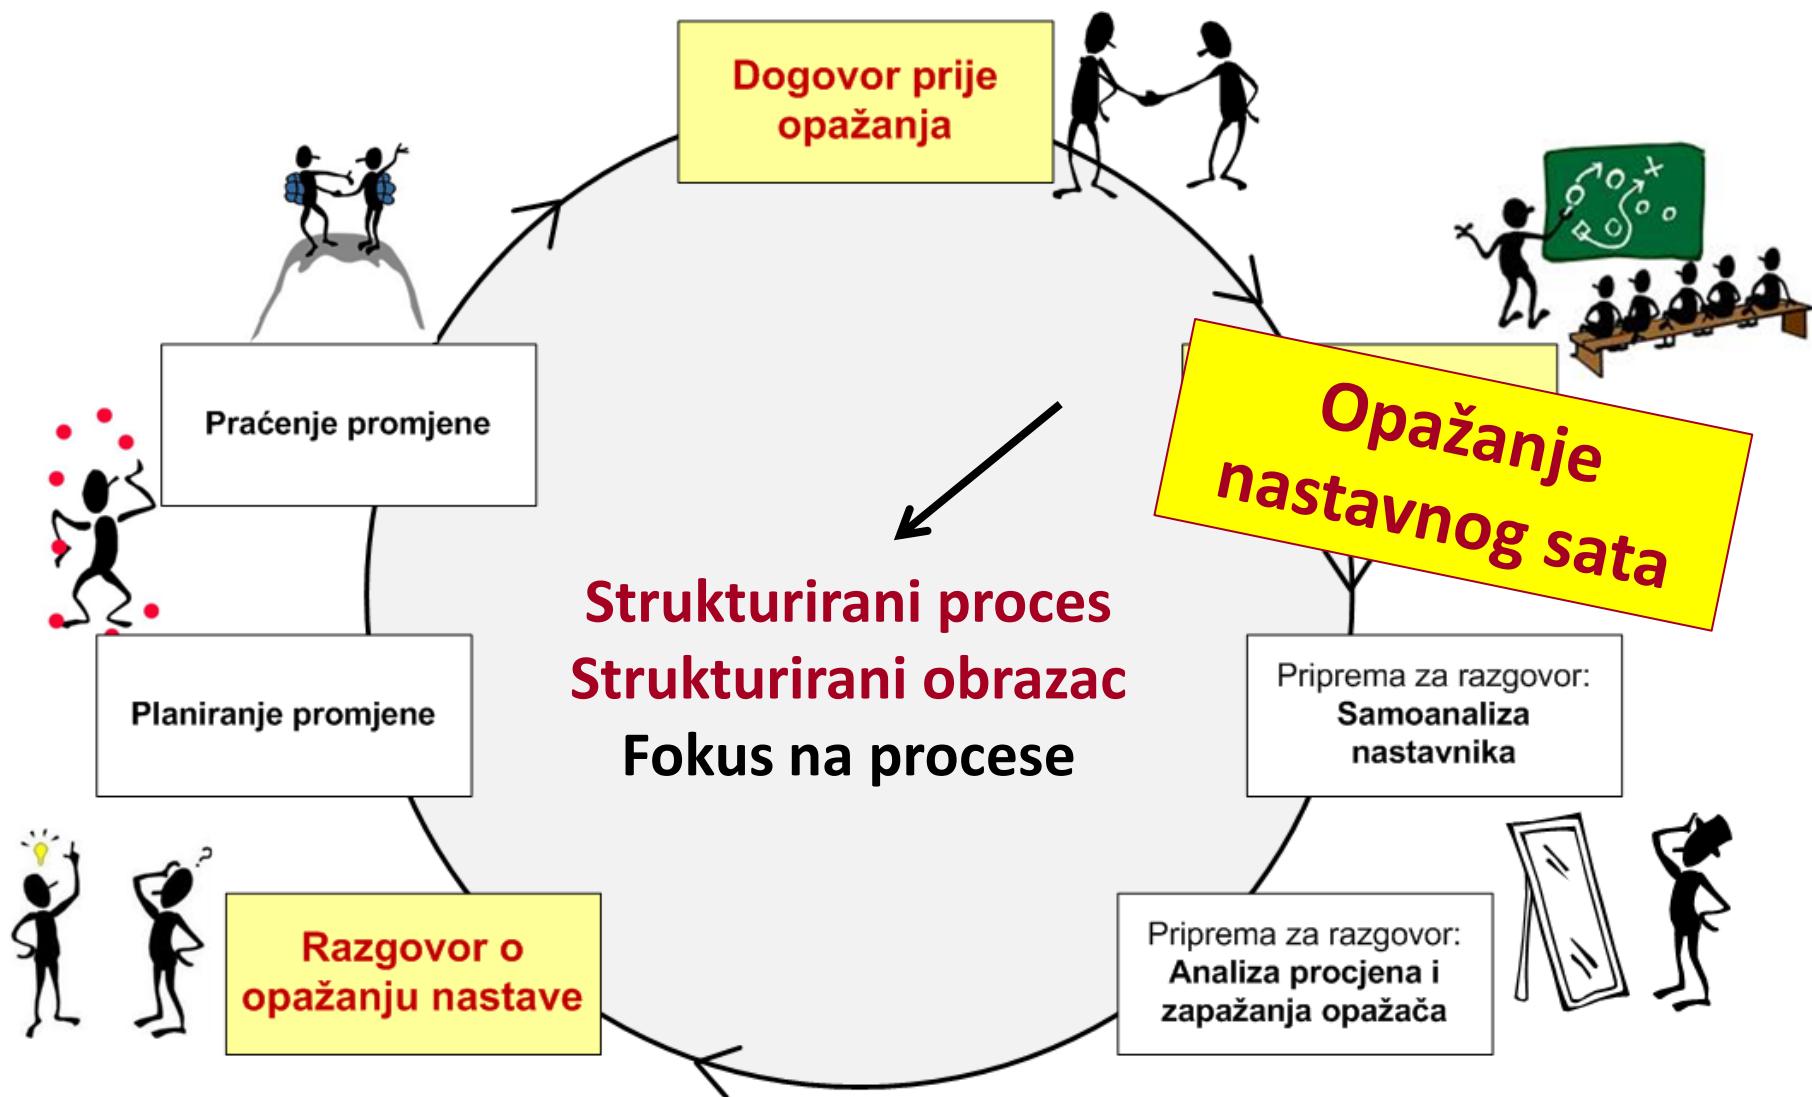 Dogovor prije
opažanja
Opažanje
nastavnog sata
Praćenje promjene
Strukturirani proces
Strukturirani obrazac
Fokus na procese
Priprema za razgovor:
Samoanaliza
nastavnika
Planiranje promjene
Razgovor o
opažanju nastave
Priprema za razgovor:
Analiza procjena i
zapažanja opažača
?